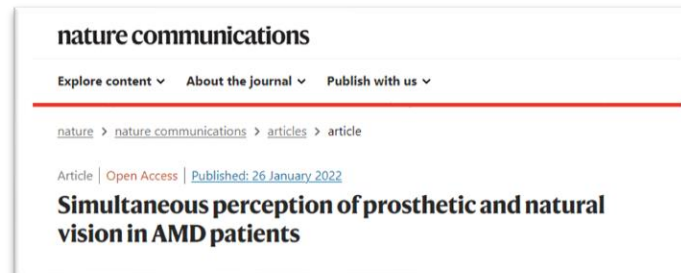 nature communications
Explore content About the journal Publish with us
nature > nature communications > articles > article
Article | Open Access | Published: 26 January 2022
Simultaneous perception of prosthetic and natural
vision in AMD patients